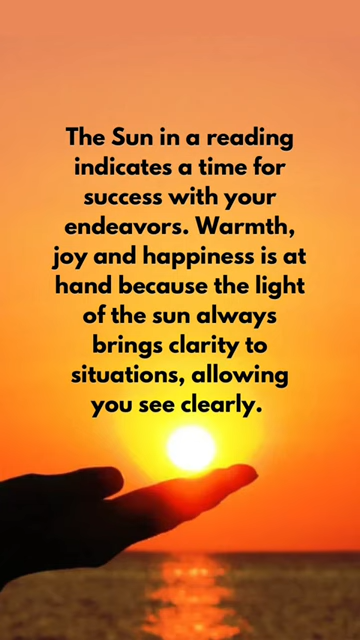 The Sun in a reading
indicates a time for
success with your
endeavors. Warmth,
joy and happiness is at
hand because the light
of the sun always
brings clarity to
situations, allowing
you see clearly.